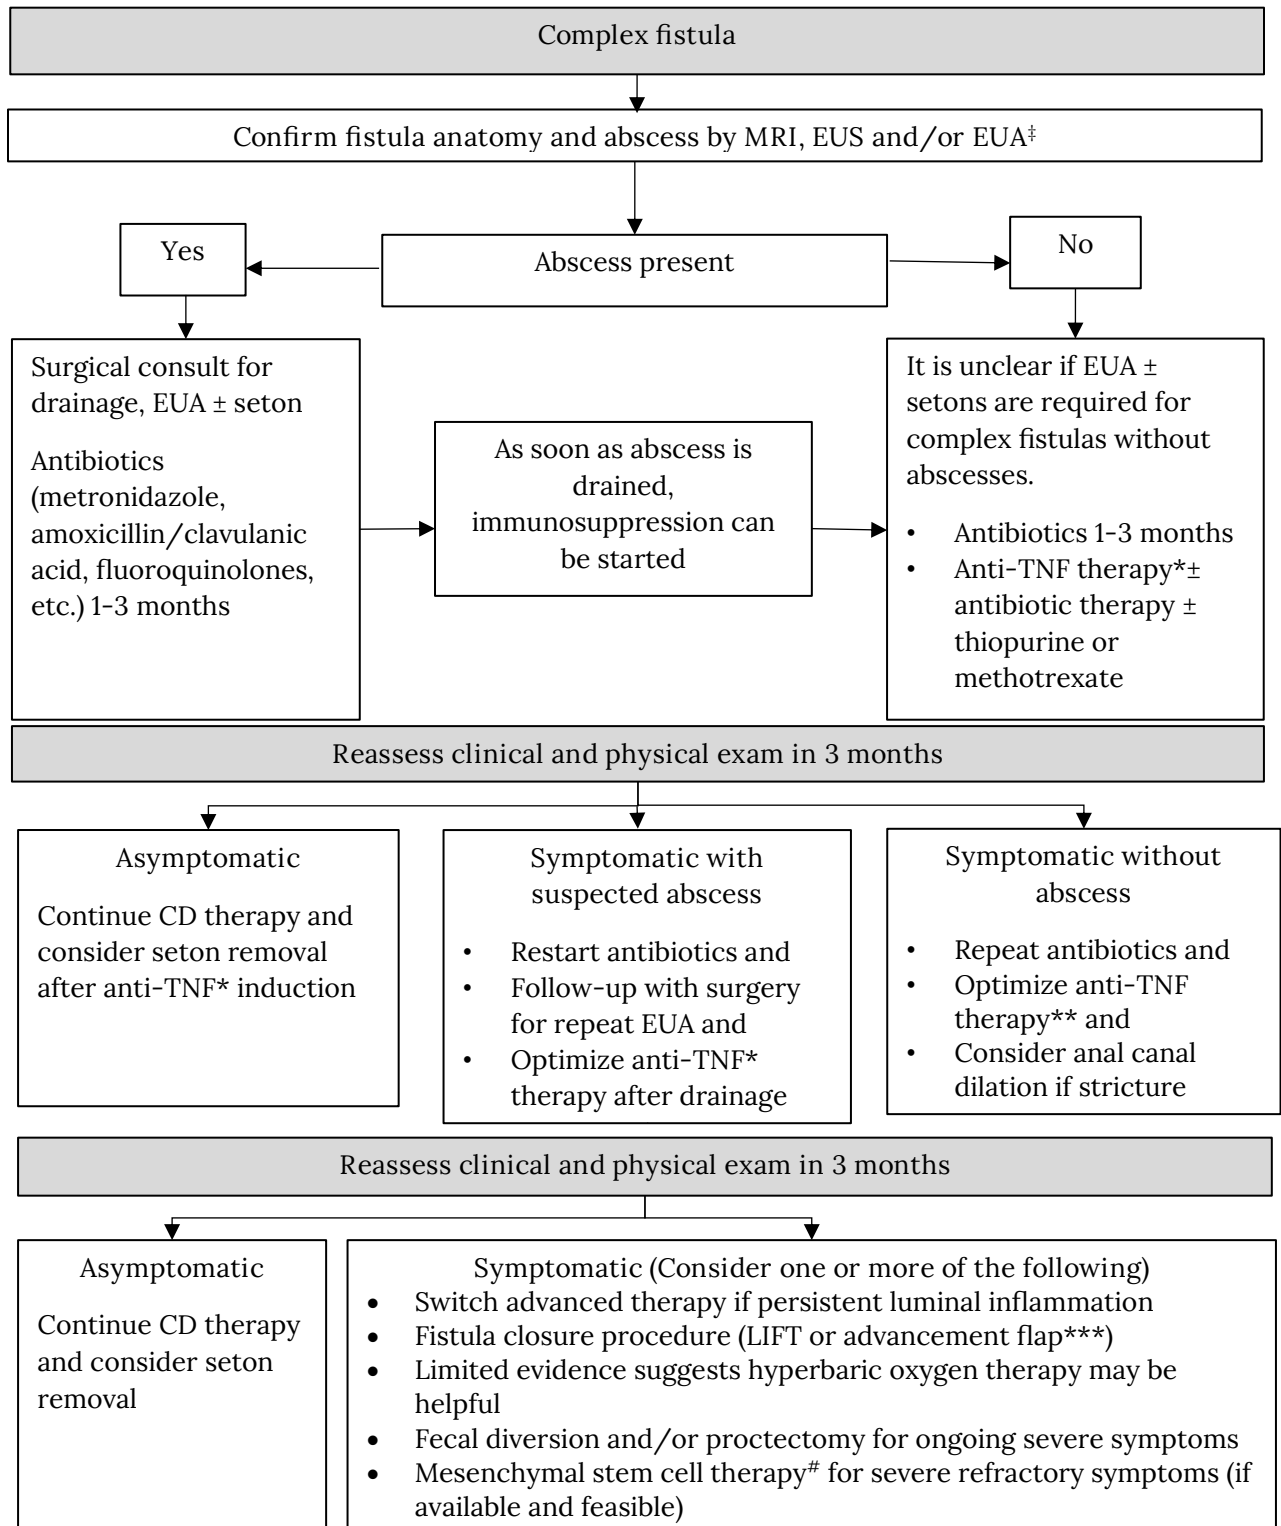 Complex fistula
Confirm fistula anatomy and abscess by MRI, EUS and/or EUA‡
Yes
Abscess present
No
Surgical consult for
drainage, EUA ± seton
Antibiotics
(metronidazole,
amoxicillin/clavulanic
acid, fluoroquinolones,
etc.) 1-3 months
As soon as abscess is
drained,
immunosuppression can
be started
It is unclear if EUA ±
setons are required for
complex fistulas without
abscesses.
• Antibiotics 1-3 months
• Anti-TNF therapy*±
antibiotic therapy ±
thiopurine or
methotrexate
Reassess clinical and physical exam in 3 months
Asymptomatic
Continue CD therapy and
consider seton removal
after anti-TNF* induction
Symptomatic with
suspected abscess
• Restart antibiotics and
• Follow-up with surgery
for repeat EUA and
• Optimize anti-TNF*
therapy after drainage
Symptomatic without
abscess
• Repeat antibiotics and
• Optimize anti-TNF
therapy** and
• Consider anal canal
dilation if stricture
Reassess clinical and physical exam in 3 months
Asymptomatic
Continue CD therapy
and consider seton
removal
Symptomatic (Consider one or more of the following)
• Switch advanced therapy if persistent luminal inflammation
• Fistula closure procedure (LIFT or advancement flap***)
• Limited evidence suggests hyperbaric oxygen therapy may be
helpful
• Fecal diversion and/or proctectomy for ongoing severe symptoms
• Mesenchymal stem cell therapy# for severe refractory symptoms (if
available and feasible)